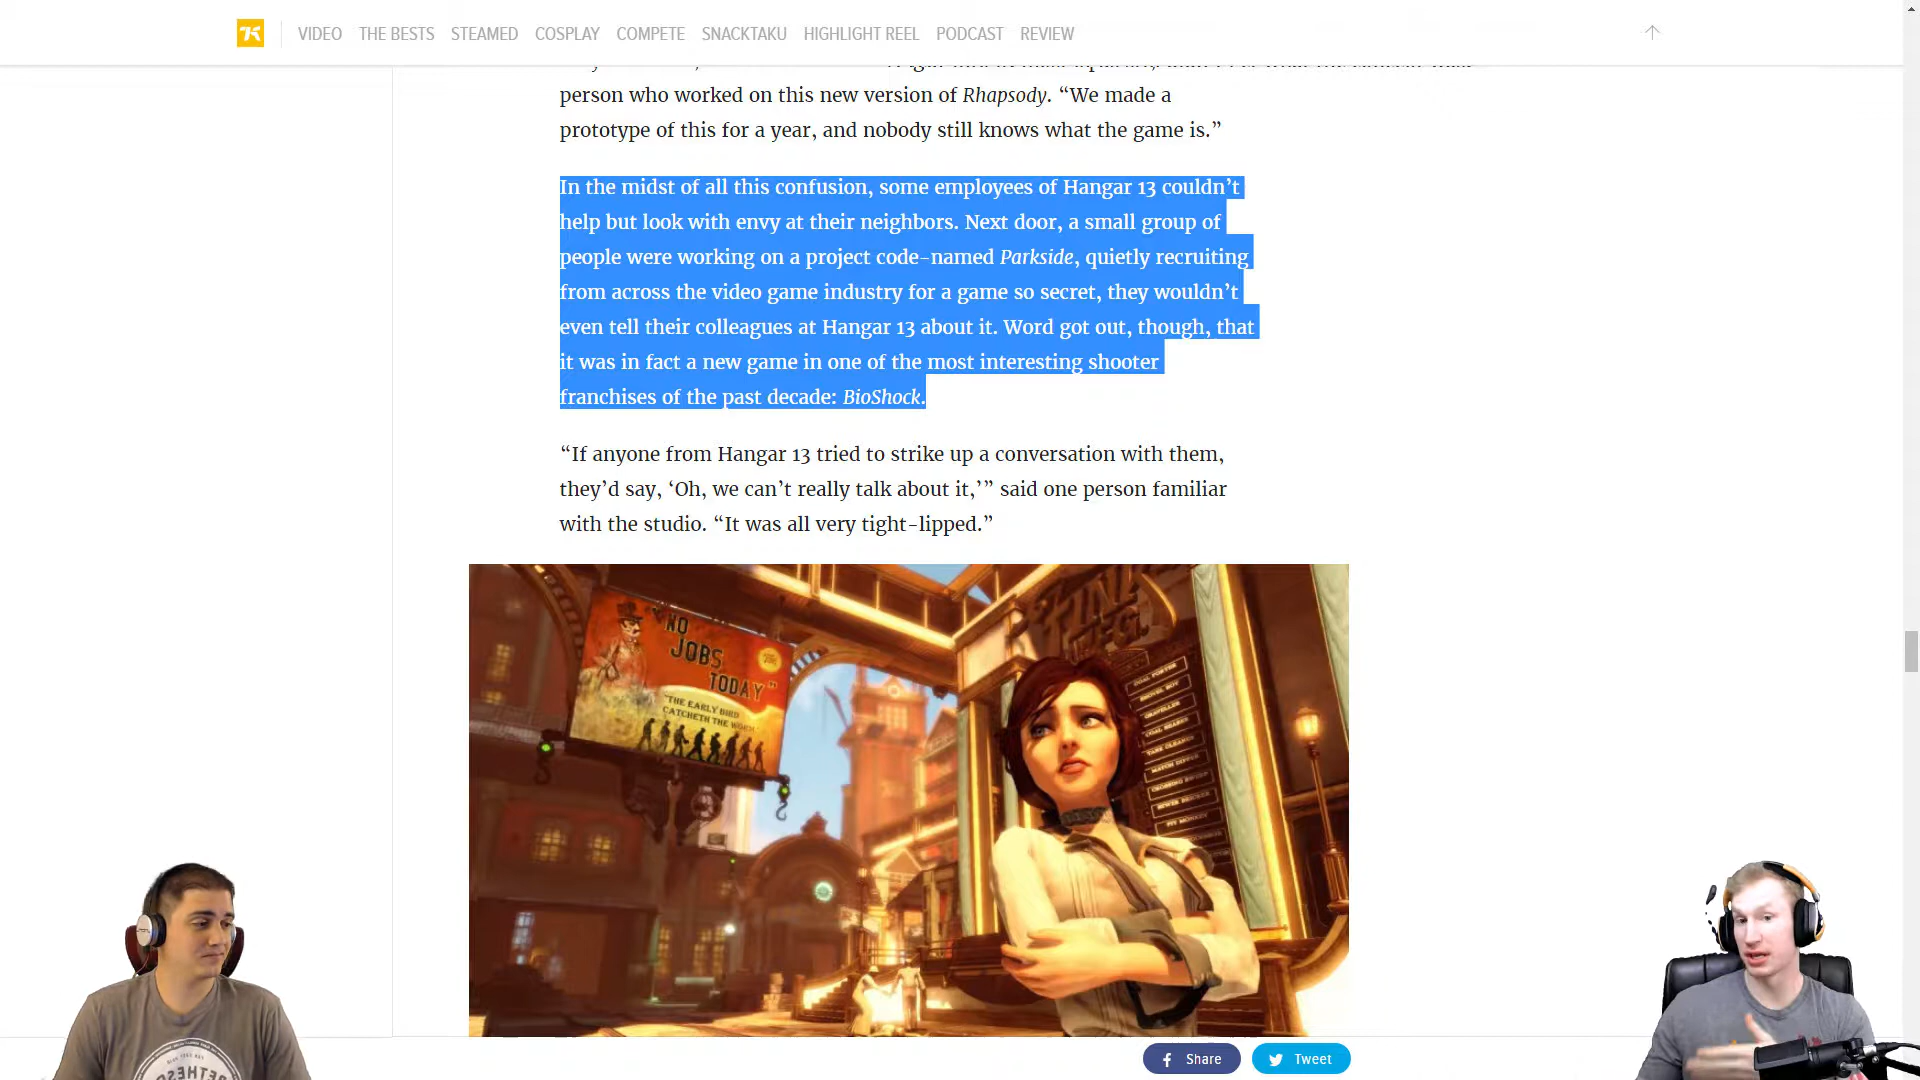 VIDEO THE BESTS STEAMED COSPLAY COMPETE SNACKTAKU HIGHLIGHT REEL PODCAST REVIEW
person who worked on this new version of Rhapsody. “We made a
prototype of this for a year, and nobody still knows what the game is.”
In the midst of all this confusion, some employees of Hangar 13 couldn’t
help but look with envy at their neighbors. Next door, a small group of
people were working on a project code-named Parkside, quietly recruiting
from across the video game industry for a game so secret, they wouldn’t
even tell their colleagues at Hangar 13 about it. Word got out, though, that
it was in fact a new game in one of the most interesting shooter
franchises of the past decade: BioShock.
“If anyone from Hangar 13 tried to strike up a conversation with them,
they’d say, ‘Oh, we can’t really talk about it,’” said one person familiar
with the studio. “It was all very tight-lipped.”
"NO
JOBS
TODAY"
"THE EARLY BIRD
CATCHETH THE WORM"
Share
Tweet